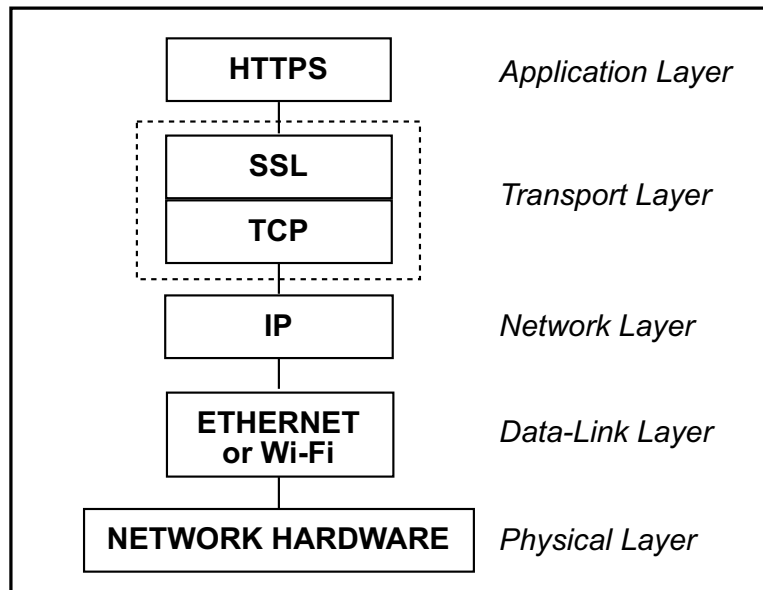 HTTPS
Application Layer
SSL
TCP
Transport Layer
IP
Network Layer
ETHERNET
or Wi-Fi
Data-Link Layer
NETWORK HARDWARE
Physical Layer